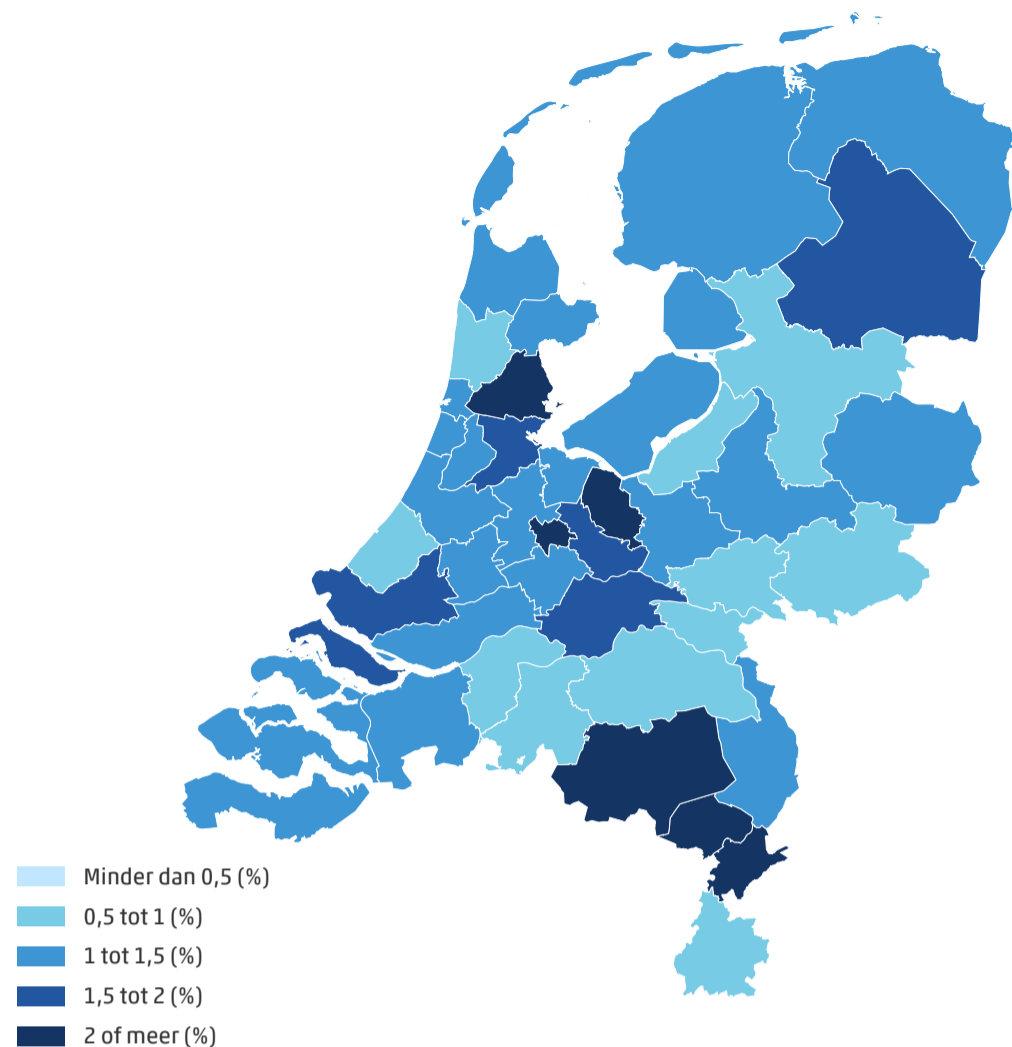 Minder dan 0,5 (%)
0,5 tot 1 (%)
1 tot 1,5 (%)
1,5 tot 2 (%)
2 of meer (%)